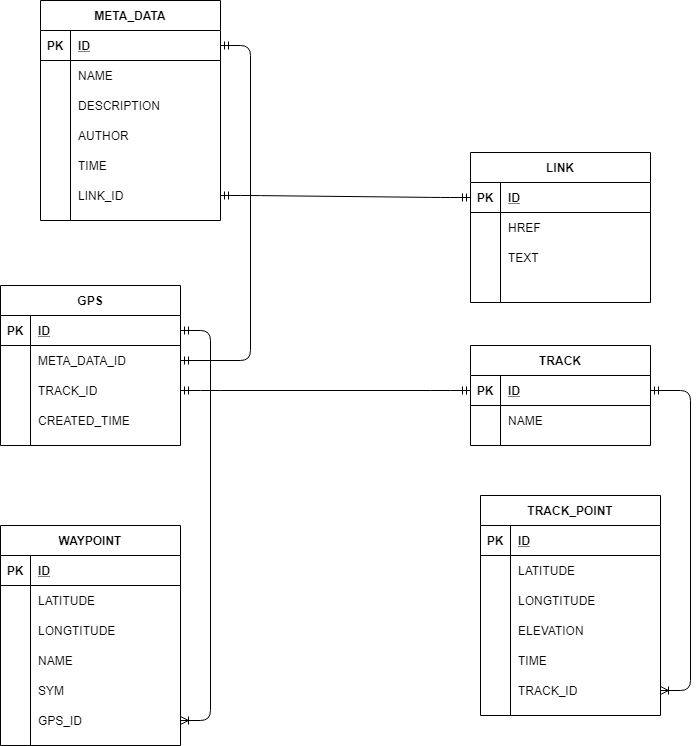 META_DATA
PK ID
NAME
DESCRIPTION
AUTHOR
TIME
LINK_ID
LINK
PK ID
HREF
TEXT
GPS
PK ID
META_DATA_ID
TRACK_ID
CREATED_TIME
TRACK
PK ID
NAME
WAYPOINT
PK ID
LATITUDE
LONGTITUDE
NAME
SYM
GPS_ID
TRACK_POINT
PK ID
LATITUDE
LONGTITUDE
ELEVATION
TIME
TRACK_ID